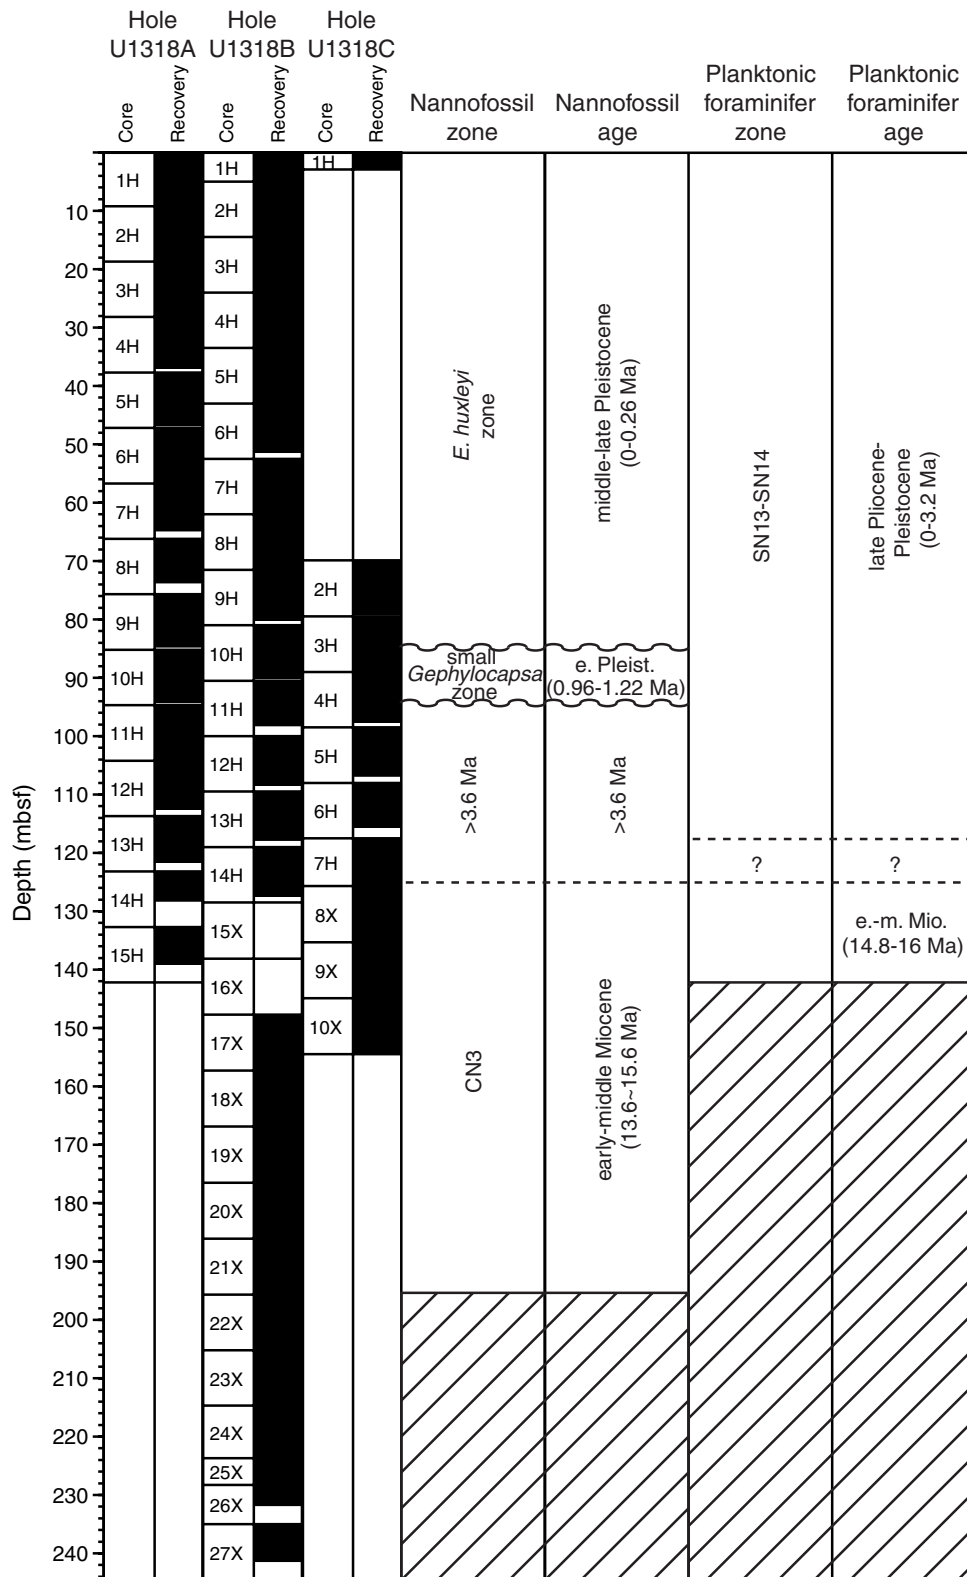 Hole
U1318A
Hole
U1318B
Hole
U1318C
Core
Recovery
Core
Recovery
Core
Recovery
Nannofossil
zone
Nannofossil
age
Planktonic
foraminifer
zone
Planktonic
foraminifer
age
Depth (mbsf)
10
20
30
40
50
60
70
80
90
100
110
120
130
140
150
160
170
180
190
200
210
220
230
240
1H
2H
3H
4H
5H
6H
7H
8H
9H
10H
11H
12H
13H
14H
15H
1H
2H
3H
4H
5H
6H
7H
8H
9H
10H
11H
12H
13H
14H
15X
16X
17X
18X
19X
20X
21X
22X
23X
24X
25X
26X
27X
1H
2H
3H
4H
5H
6H
7H
8X
9X
10X
E. huxleyi
zone
small
Gephylocapsa
zone
>3.6 Ma
CN3
middle-late Pleistocene
(0-0.26 Ma)
e. Pleist.
(0.96-1.22 Ma)
>3.6 Ma
early-middle Miocene
(13.6~15.6 Ma)
SN13-SN14
?
late Pliocene-
Pleistocene
(0-3.2 Ma)
?
e.-m. Mio.
(14.8-16 Ma)